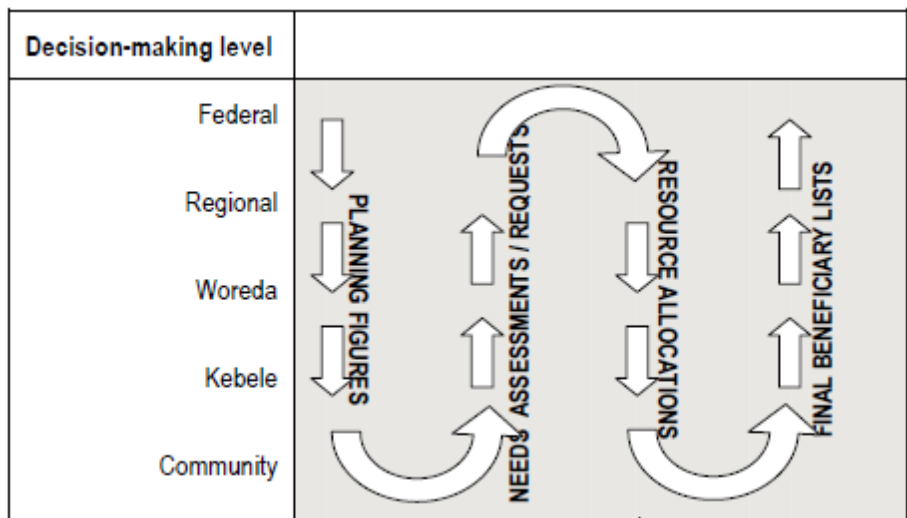 Decision-making level
Federal
Regional
Woreda
Kebele
Community
PLANNING FIGURES
NEEDS ASSESSMENTS / REQUESTS
RESOURCE ALLOCATIONS
FINAL BENEFICIARY LISTS